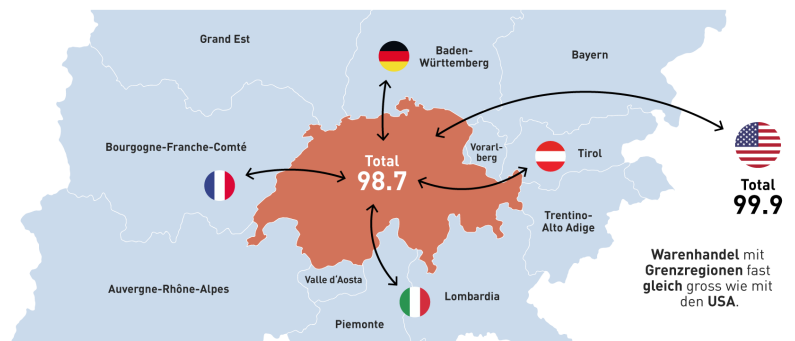 Grand Est
Baden-
Württemberg
Bayern
Bourgogne-Franche-Comté
Vorarl-
berg
Tirol
Total
98.7
Total
99.9
Trentino-
Alto Adige
Warenhandel mit
Grenzregionen fast
gleich gross wie mit
den USA.
Valle d'Aosta
Auvergne-Rhône-Alpes
Lombardia
Piemonte